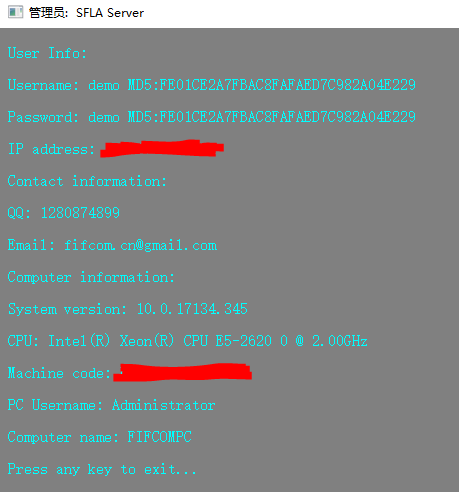 管理员: SFLA Server
User Info:
Username: demo MD5:FE01CE2A7FBAC8FAFAED7C982A04E229
Password: demo MD5:FE01CE2A7FBAC8FAFAED7C982A04E229
IP address:
Contact information:
QQ: 1280874899
Email: fifcom.cn@gmail.com
Computer information:
System version: 10.0.17134.345
CPU: Intel(R) Xeon(R) CPU E5-2620 0 @ 2.00GHz
Machine code:
PC Username: Administrator
Computer name: FIFCOMPC
Press any key to exit...